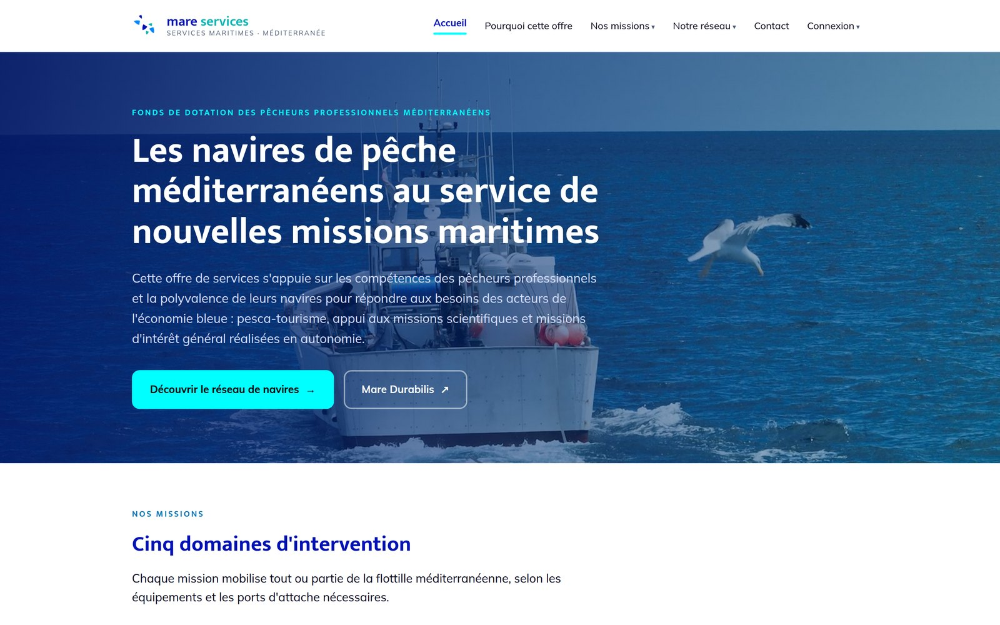 mare services
SERVICES MARITIMES · MÉDITERRANÉE
Accueil
Pourquoi cette offre
Nos missions ▾
Notre réseau ▾
Contact
Connexion ▾
FONDS DE DOTATION DES PÊCHEURS PROFESSIONNELS MÉDITERRANÉENS
Les navires de pêche
méditerranéens au service de
nouvelles missions maritimes
Cette offre de services s'appuie sur les compétences des pêcheurs professionnels
et la polyvalence de leurs navires pour répondre aux besoins des acteurs de
l'économie bleue : pesca-tourisme, appui aux missions scientifiques et missions
d'intérêt général réalisées en autonomie.
Découvrir le réseau de navires →
Mare Durabilis ↗
NOS MISSIONS
Cinq domaines d'intervention
Chaque mission mobilise tout ou partie de la flottille méditerranéenne, selon les
équipements et les ports d'attache nécessaires.